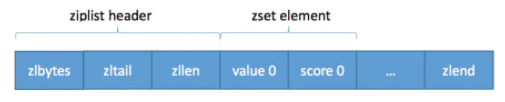 ziplist header zset element
zlbytes zltail zllen value 0 score 0 ... zlend